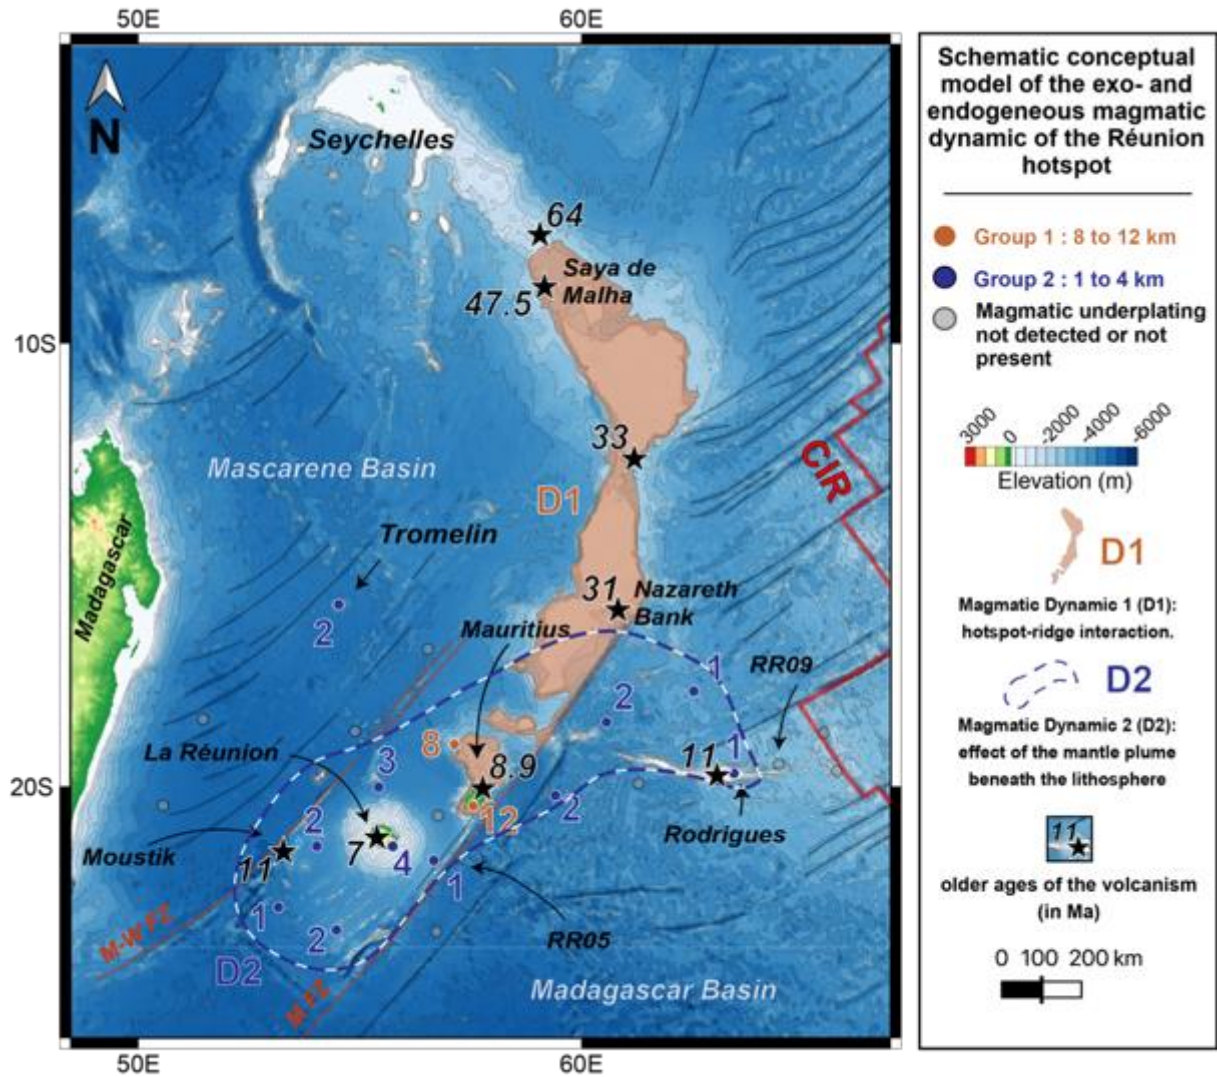 50E
60E
N
Seychelles
64
Saya de
Malha
47.5
10S
33
CIR
Mascarene Basin
D1
Tromelin
Madagascar
31
Nazareth
Bank
2
Mauritius
1
RR09
2
La Réunion
8
3
8.9
11
1
20S
2
12
2
Rodrigues
Moustik
11
7
4
1
1
RR05
M-W FZ
2
D2
M FZ
Madagascar Basin
50E
60E
Schematic conceptual
model of the exo- and
endogeneous magmatic
dynamic of the Réunion
hotspot
Group 1 : 8 to 12 km
Group 2 : 1 to 4 km
Magmatic underplating
not detected or not
present
3000
0
-2000
-4000
-6000
Elevation (m)
D1
Magmatic Dynamic 1 (D1):
hotspot-ridge interaction.
D2
Magmatic Dynamic 2 (D2):
effect of the mantle plume
beneath the lithosphere
11
older ages of the volcanism
(in Ma)
0 100 200 km